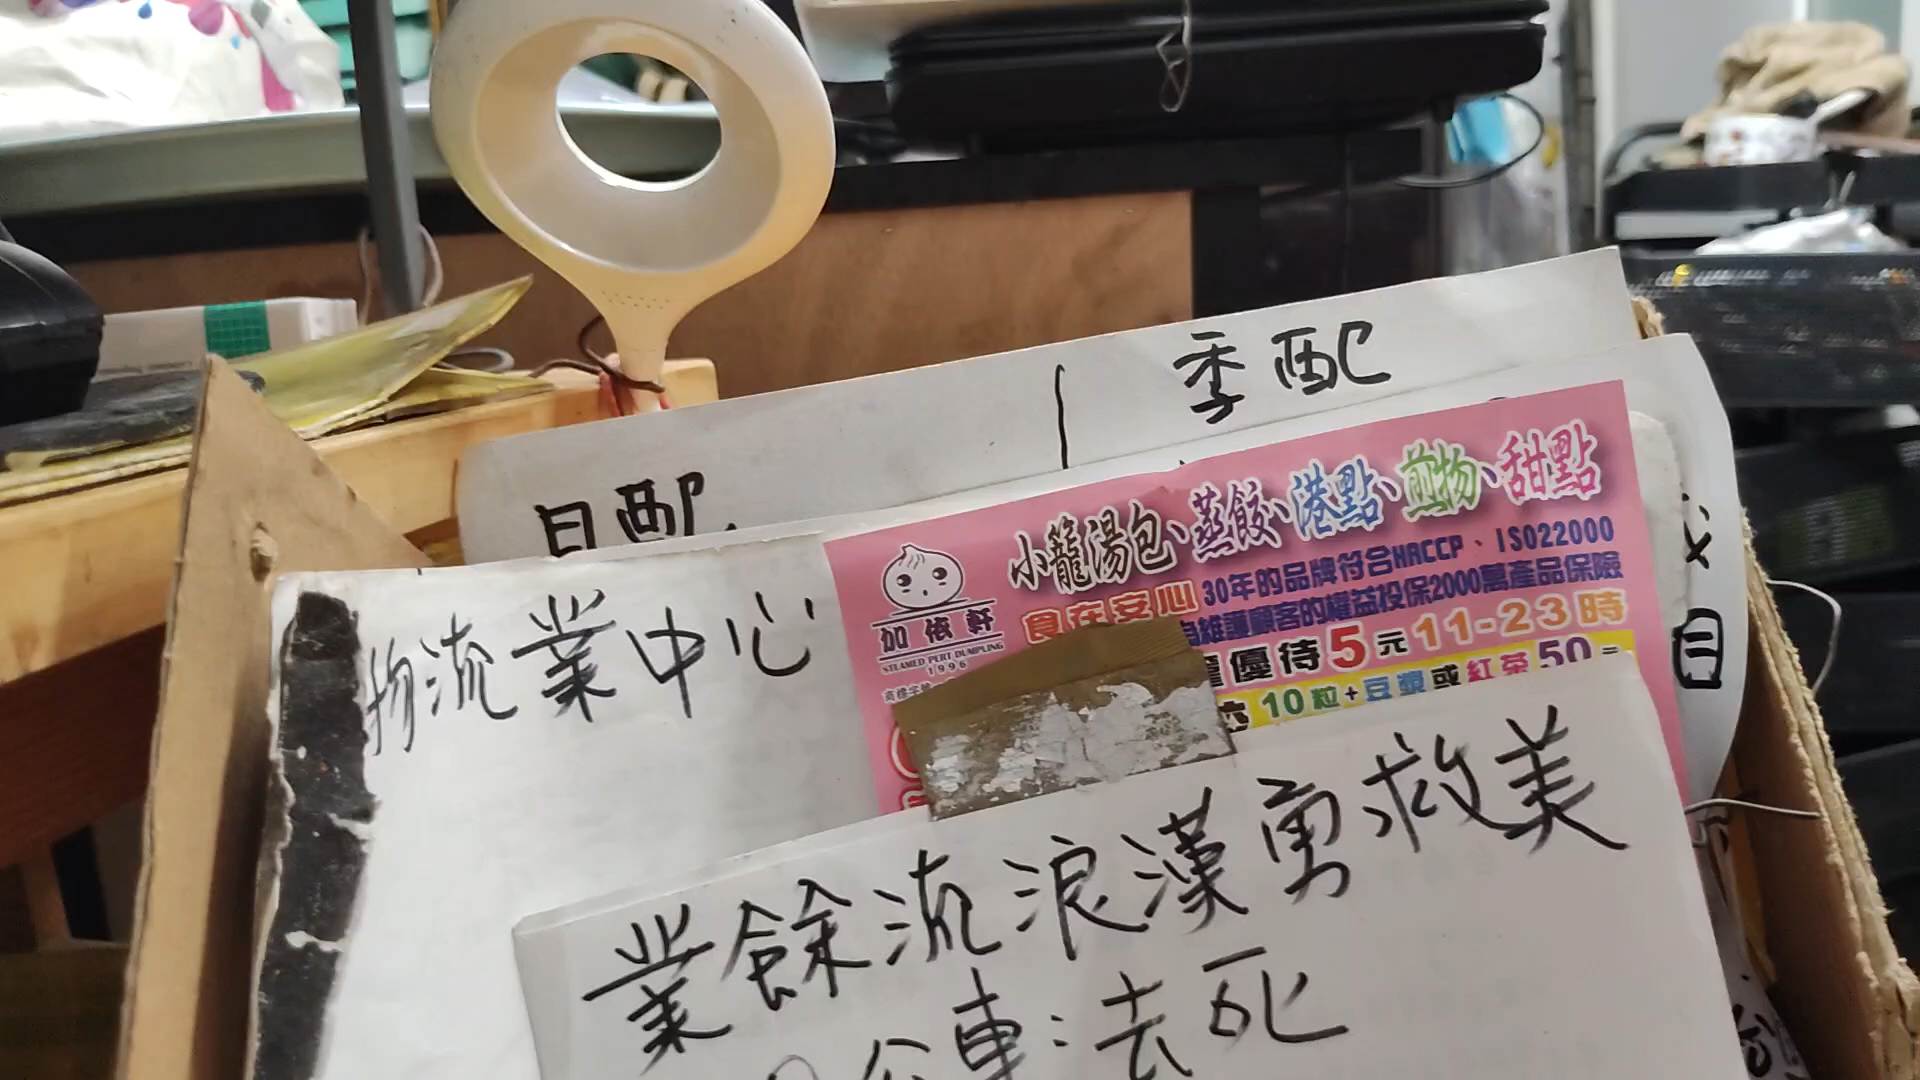 季配
日配
物流業中心
小籠湯包、蒸餃、港點、煎物、甜點
食在安心
30年的品牌符合HACCP、ISO22000
維護顧客的權益投保2000萬產品保險
優待5元11-23時
10粒+豆漿或紅茶50
加依軒
STEAMED PERT DUMPLING
1996
目
業餘流浪漢勇救美
公車:去死